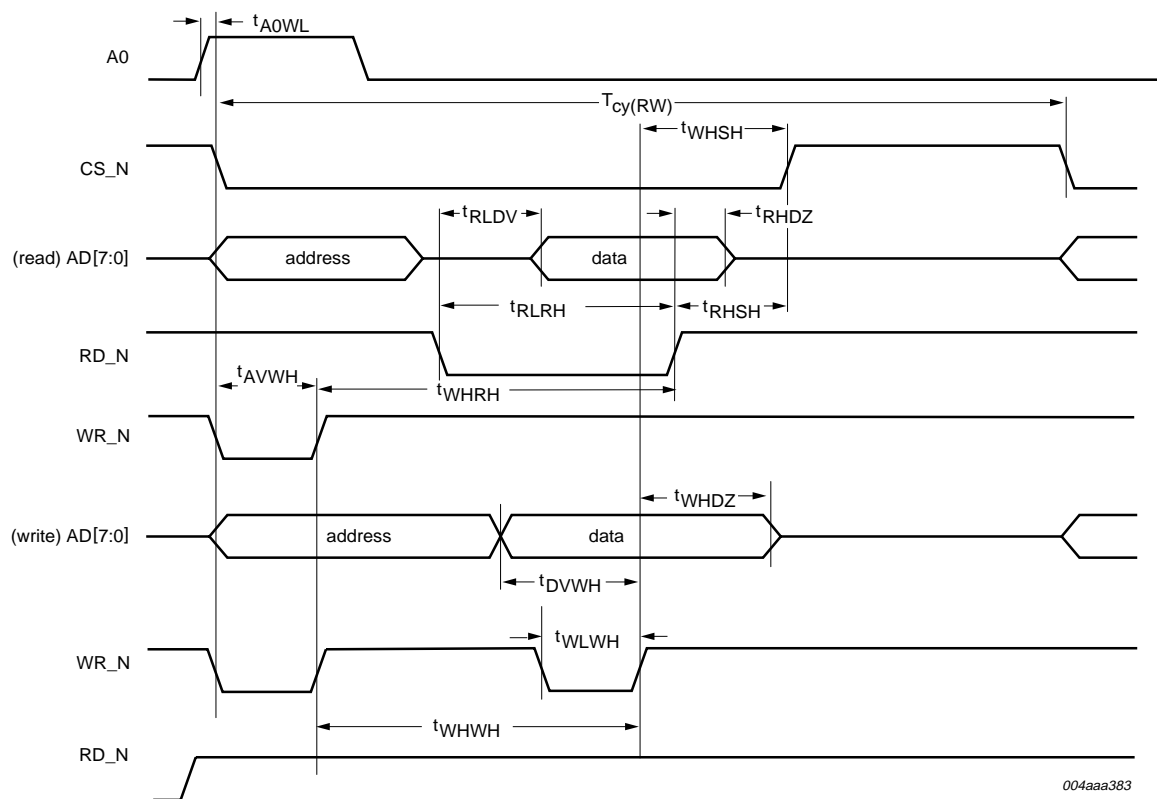 tA0WL
A0
Tcy(RW)
tWHSH
CS_N
tRLDV
tRHDZ
(read) AD[7:0]
address
data
tRLRH
tRHSH
RD_N
tAVWH
tWHRH
WR_N
tWHDZ
(write) AD[7:0]
address
data
tDVWH
tWLWH
WR_N
tWHWH
RD_N
004aaa383